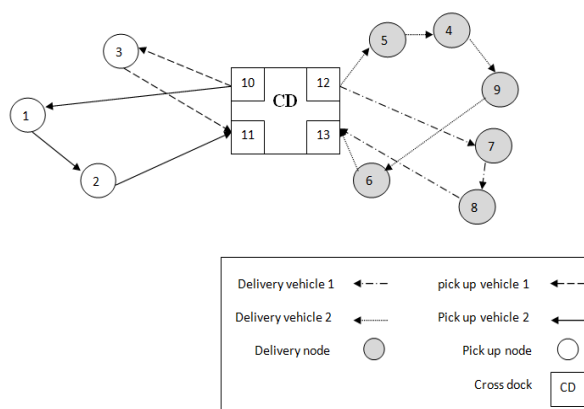 4
5
3
10
12
CD
9
1
11
13
7
2
6
8
Delivery vehicle 1
pick up vehicle 1
Delivery vehicle 2
Pick up vehicle 2
Delivery node
Pick up node
Cross dock
CD